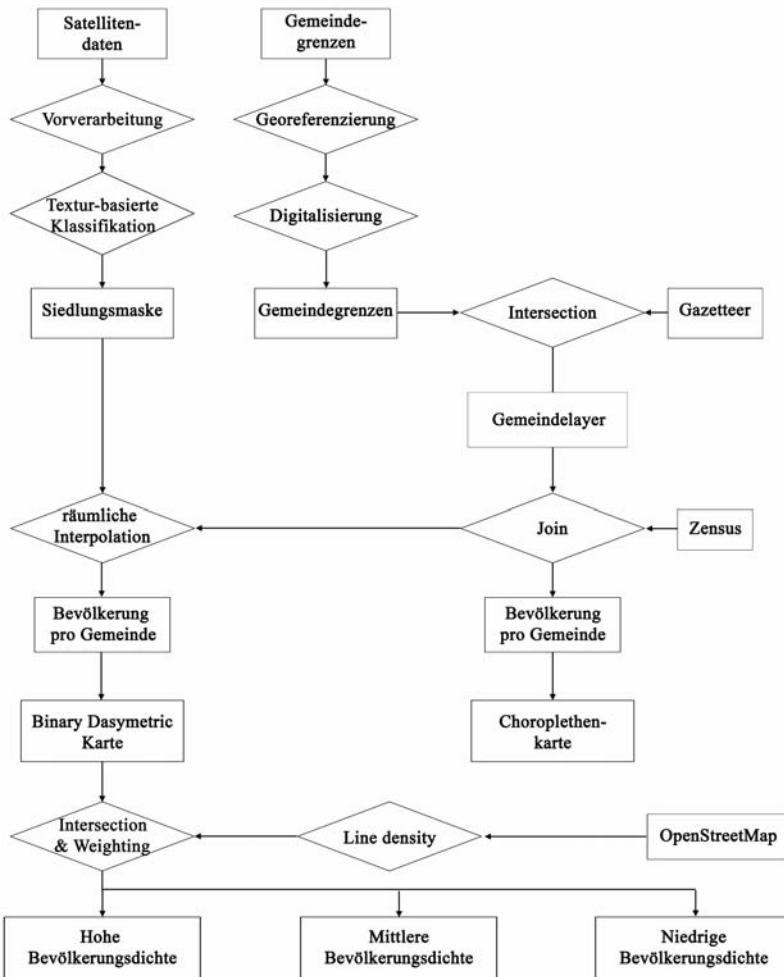 Satelliten-
daten
Gemeinde-
grenzen
Vorverarbeitung
Georeferenzierung
Textur-basierte
Klassifikation
Digitalisierung
Siedlungsmaske
Gemeindegrenzen
Intersection
Gazetteer
Gemeindelayer
räumliche
Interpolation
Join
Zensus
Bevölkerung
pro Gemeinde
Bevölkerung
pro Gemeinde
Binary Dasymetric
Karte
Choroplethen-
karte
Intersection
& Weighting
Line density
OpenStreetMap
Hohe
Bevölkerungsdichte
Mittlere
Bevölkerungsdichte
Niedrige
Bevölkerungsdichte